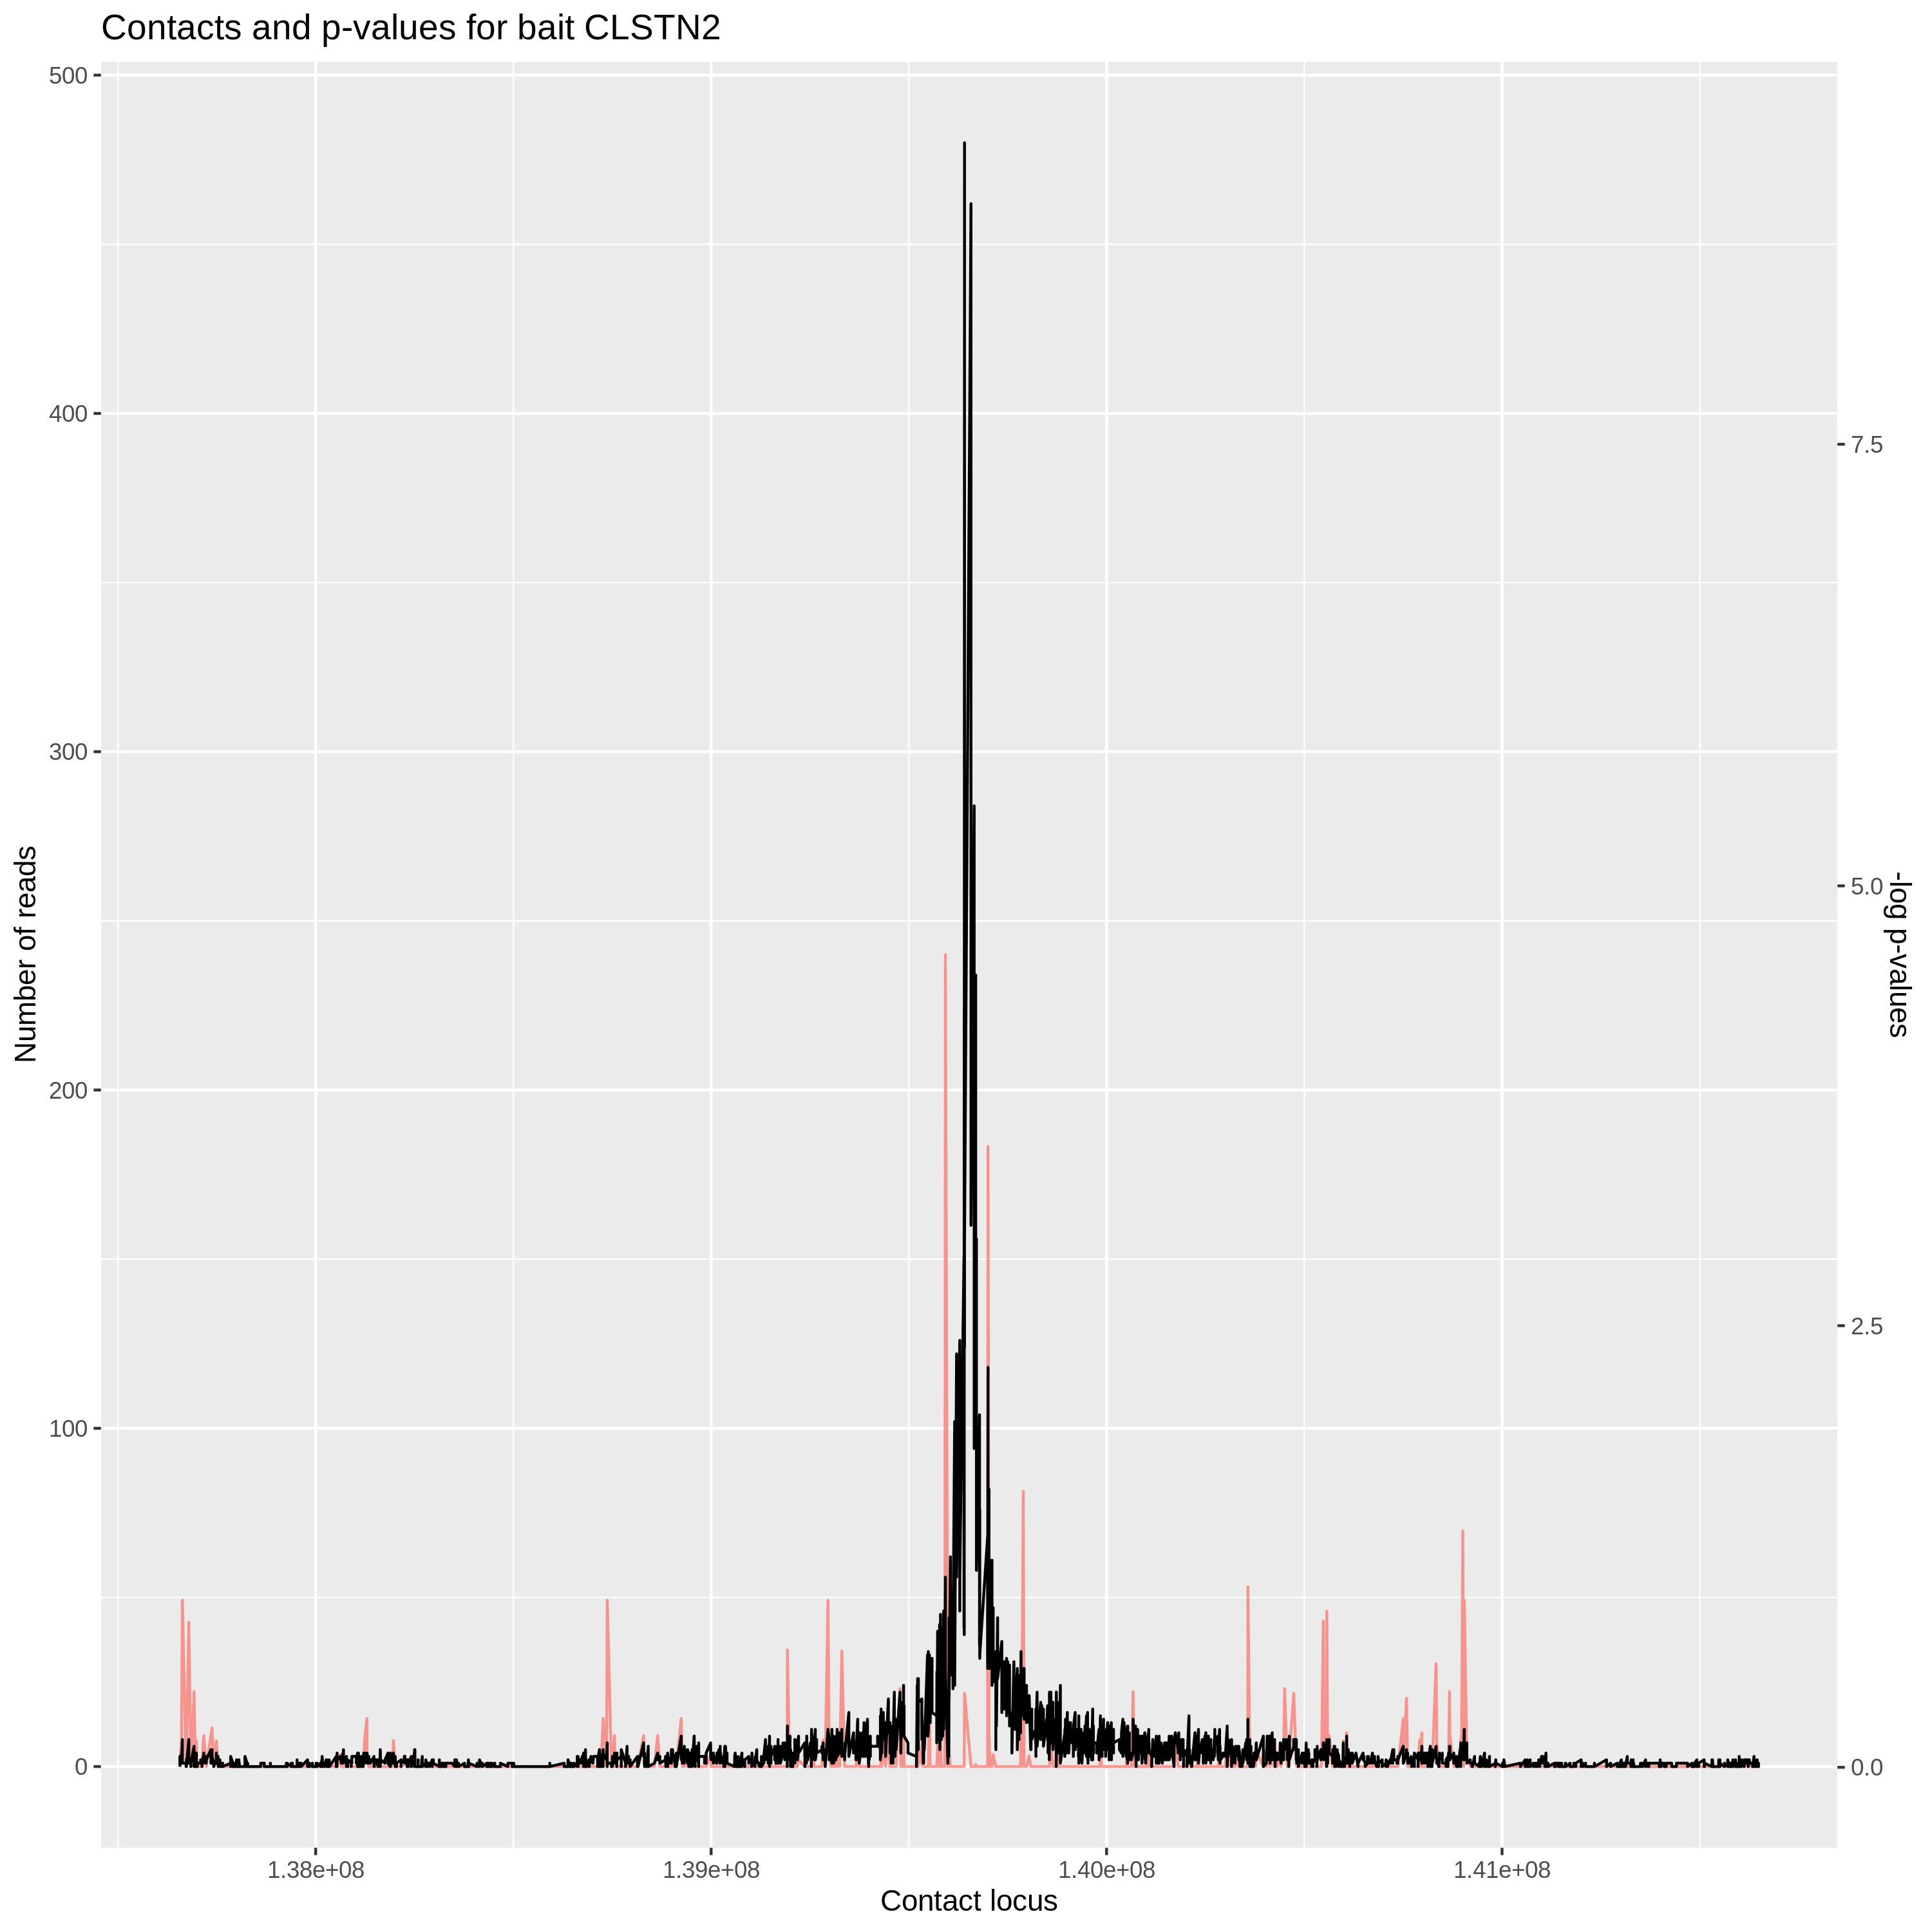 Contacts and p-values for bait CLSTN2
500
400
300
200
100
0
Number of reads
7.5
5.0
2.5
0.0
-log p-values
1.38e+08
1.39e+08
1.40e+08
1.41e+08
Contact locus